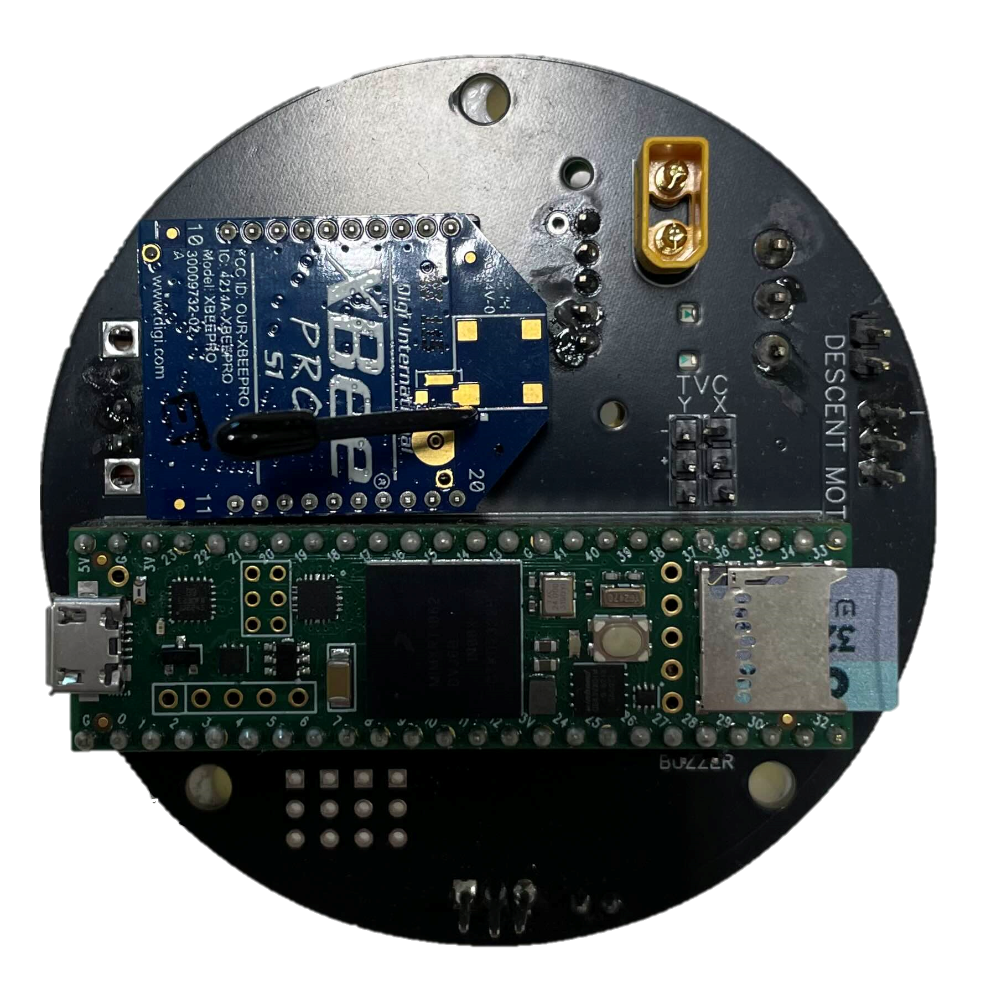 10
30009732-02
A
www.digi.com
Model: XBEEPRO
IC: 4214A-XBEEPRO
FCC ID: OUR-XBEEPRO
S1
XBee®
PRO
Digi International
94V-0
ET
11
20
TVC
Y X
- +
DESCENT MOT
5V G 3V 23 22 21 20 19 18 17 16 15 14 13 G 41 40 39 38 37 36 35 34 33
G 0 1 2 3 4 5 6 7 8 9 10 11 12 3V 24 25 26 27 28 29 30 32
BUZZER